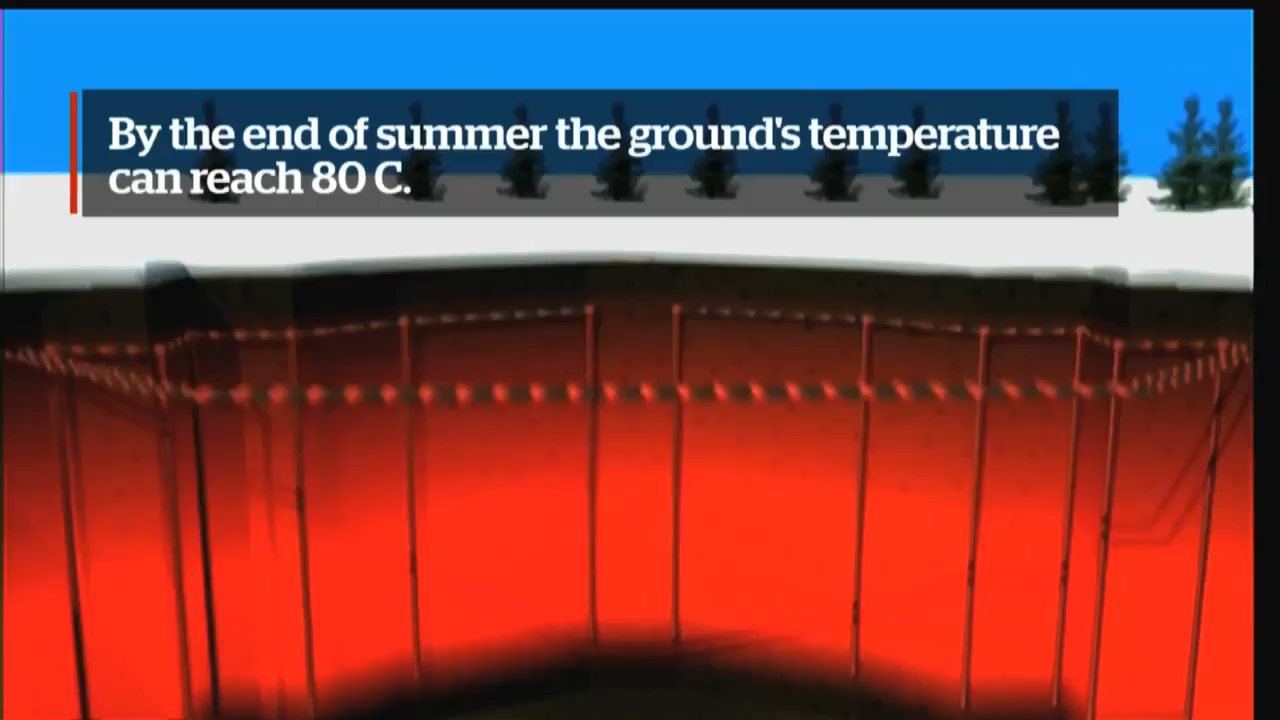 By the end of summer the ground's temperature
can reach 80 C.